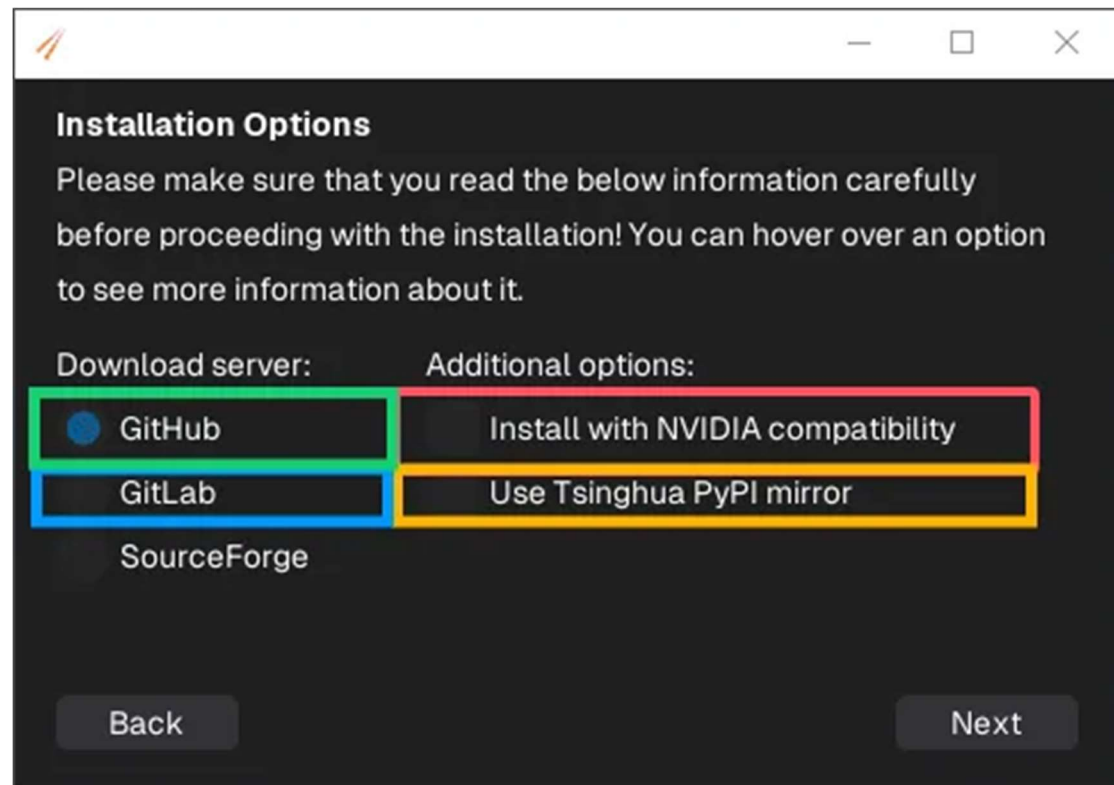 Installation Options
Please make sure that you read the below information carefully
before proceeding with the installation! You can hover over an option
to see more information about it.
Download server:
Additional options:
GitHub
Install with NVIDIA compatibility
GitLab
Use Tsinghua PyPI mirror
SourceForge
Back
Next